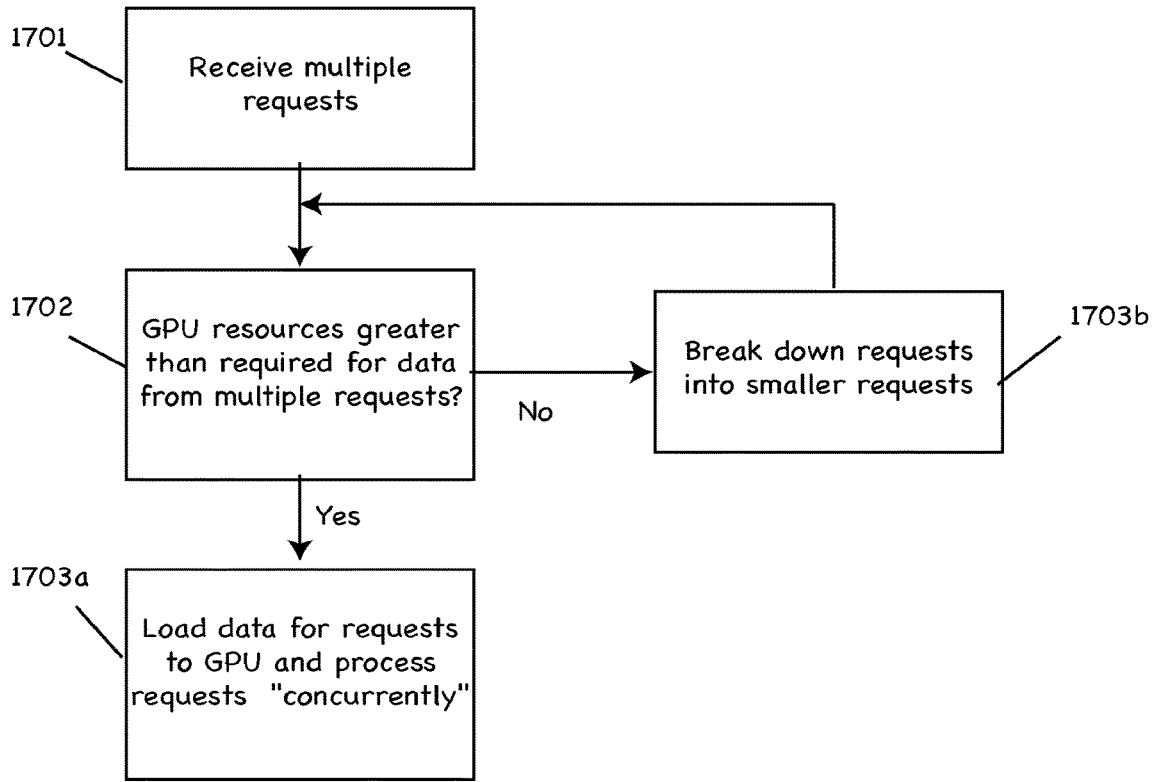 1701
Receive multiple
requests
1702
GPU resources greater
than required for data
from multiple requests?
No
Break down requests
into smaller requests
1703b
Yes
1703a
Load data for requests
to GPU and process
requests "concurrently"